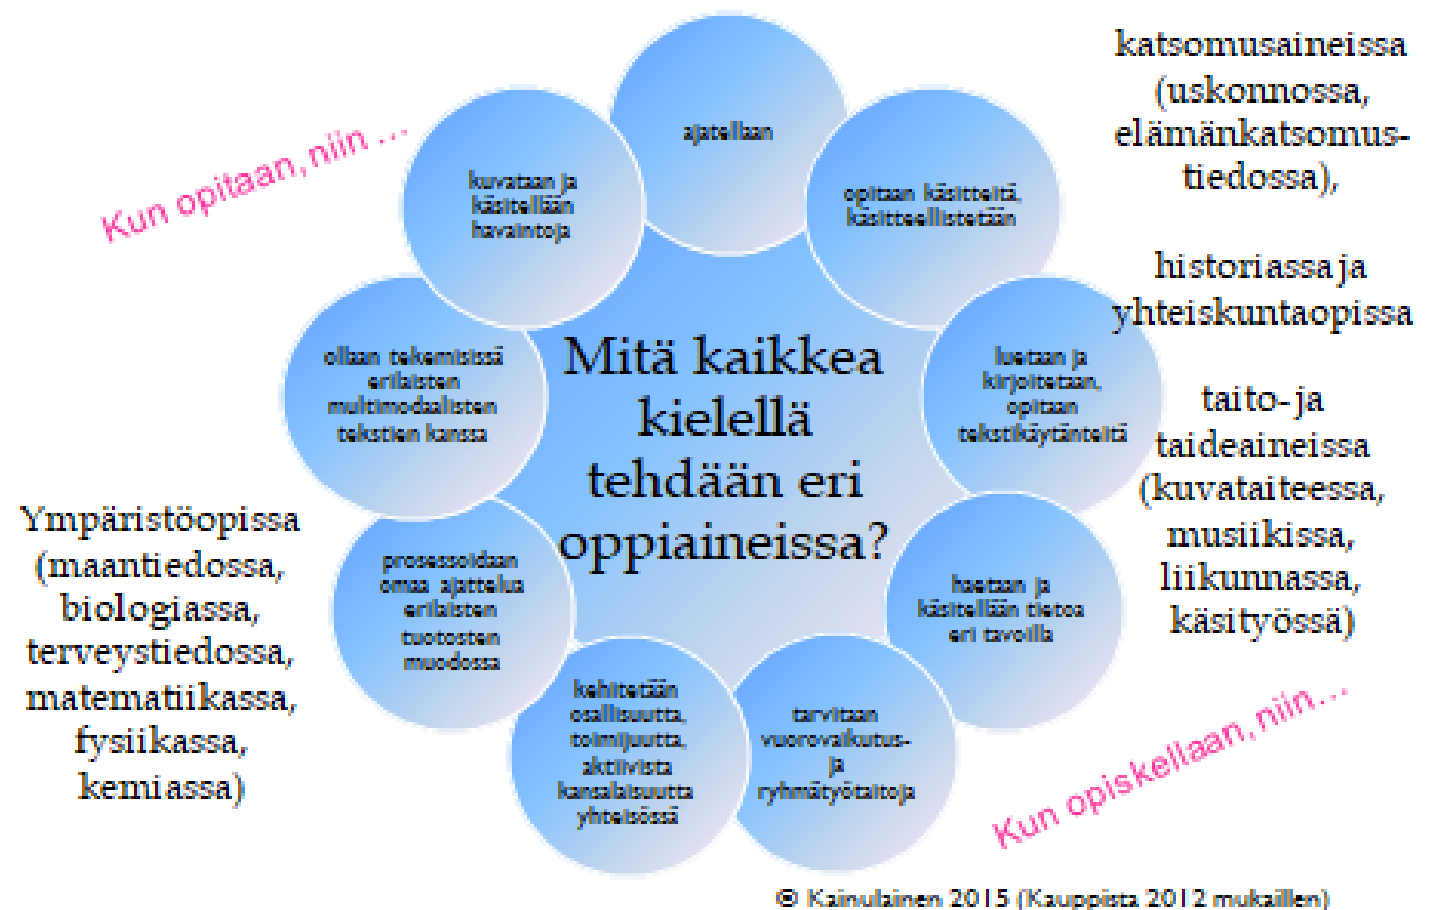 Kun opitaan, niin …
ajatellaan
opitaan käsitteitä,
käsitteellistetään
luetaan ja
kirjoitetaan,
opitaan
tekstikäytänteitä
haetaan ja
käsitellään tietoa
eri tavoilla
tarvitaan
vuorovaikutus-
ja
ryhmätyötaitoja
kehitetään
osallisuutta,
toimijuutta,
aktiivista
kansalaisuutta
yhteisössä
prosessoidaan
omaa ajattelua
erilaisten
tuotosten
muodossa
ollaan tekemisissä
erilaisten
multimodaalisten
tekstien kanssa
kuvataan ja
käsitellään
havaintoja
Mitä kaikkea
kielellä
tehdään eri
oppiaineissa?
katsomusaineissa
(uskonnossa,
elämänkatsomus-
tiedossa),
historiassa ja
yhteiskuntaopissa
taito- ja
taideaineissa
(kuvataiteessa,
musiikissa,
liikunnassa,
käsityössä)
Ympäristöopissa
(maantiedossa,
biologiassa,
terveystiedossa,
matematiikassa,
fysiikassa,
kemiassa)
Kun opiskellaan, niin…
© Kainulainen 2015 (Kauppista 2012 mukaillen)